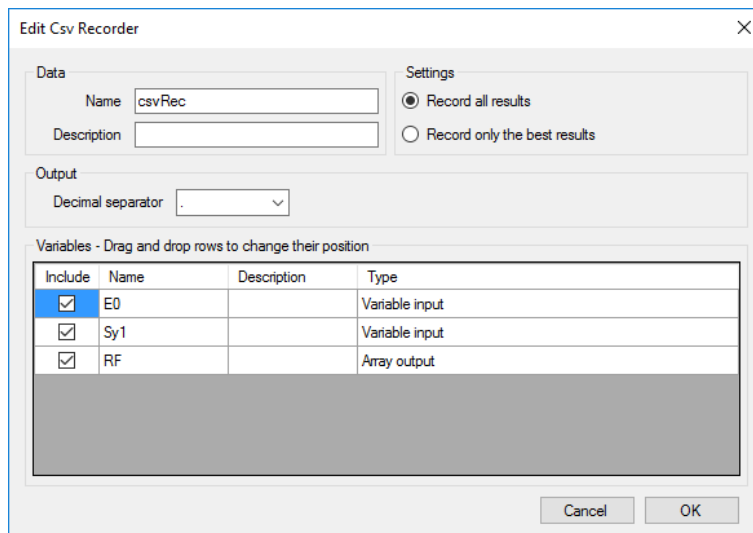 Edit Csv Recorder
Data
Name csvRec
Description
Settings
Record all results
Record only the best results
Output
Decimal separator .
Variables - Drag and drop rows to change their position
Include Name Description Type
E0 Variable input
Sy1 Variable input
RF Array output
Cancel OK